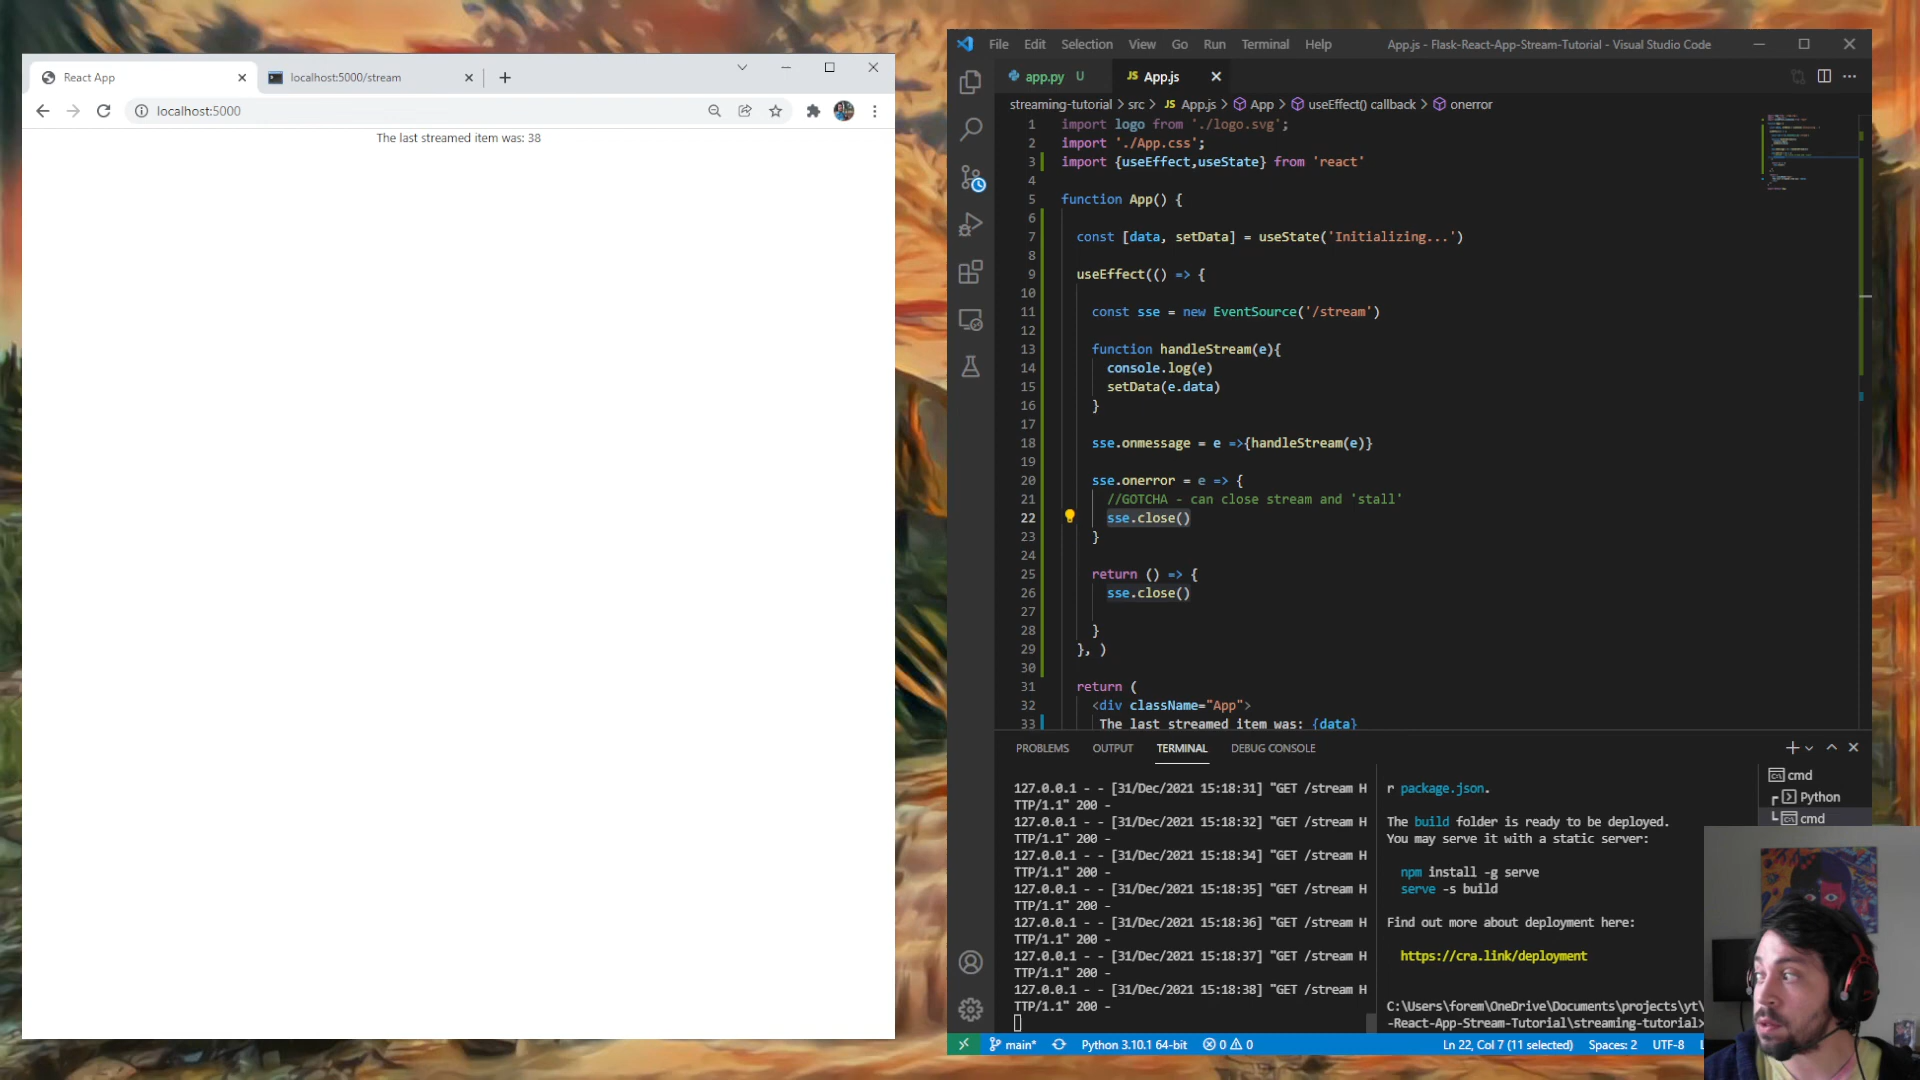 React App
localhost:5000/stream
localhost:5000
The last streamed item was: 38
File Edit Selection View Go Run Terminal Help
App.js - Flask-React-App-Stream-Tutorial - Visual Studio Code
app.py U
JS App.js
streaming-tutorial > src > JS App.js > App > useEffect() callback > onerror
1 import logo from './logo.svg';
2 import './App.css';
3 import {useEffect,useState} from 'react'
4
5 function App() {
6
7 const [data, setData] = useState('Initializing...')
8
9 useEffect(() => {
10
11 const sse = new EventSource('/stream')
12
13 function handleStream(e){
14 console.log(e)
15 setData(e.data)
16 }
17
18 sse.onmessage = e =>{handleStream(e)}
19
20 sse.onerror = e => {
21 //GOTCHA - can close stream and 'stall'
22 sse.close()
23 }
24
25 return () => {
26 sse.close()
27
28 }
29 }, )
30
31 return (
32 <div className="App">
33 The last streamed item was: {data}
PROBLEMS OUTPUT TERMINAL DEBUG CONSOLE
127.0.0.1 - - [31/Dec/2021 15:18:31] "GET /stream H
TTP/1.1" 200 -
127.0.0.1 - - [31/Dec/2021 15:18:32] "GET /stream H
TTP/1.1" 200 -
127.0.0.1 - - [31/Dec/2021 15:18:34] "GET /stream H
TTP/1.1" 200 -
127.0.0.1 - - [31/Dec/2021 15:18:35] "GET /stream H
TTP/1.1" 200 -
127.0.0.1 - - [31/Dec/2021 15:18:36] "GET /stream H
TTP/1.1" 200 -
127.0.0.1 - - [31/Dec/2021 15:18:37] "GET /stream H
TTP/1.1" 200 -
127.0.0.1 - - [31/Dec/2021 15:18:38] "GET /stream H
TTP/1.1" 200 -
r package.json.
The build folder is ready to be deployed.
You may serve it with a static server:
npm install -g serve
serve -s build
Find out more about deployment here:
https://cra.link/deployment
C:\Users\forem\OneDrive\Documents\projects\yt\
-React-App-Stream-Tutorial\streaming-tutorial>
cmd
Python
cmd
main* Python 3.10.1 64-bit 0 0 Ln 22, Col 7 (11 selected) Spaces: 2 UTF-8